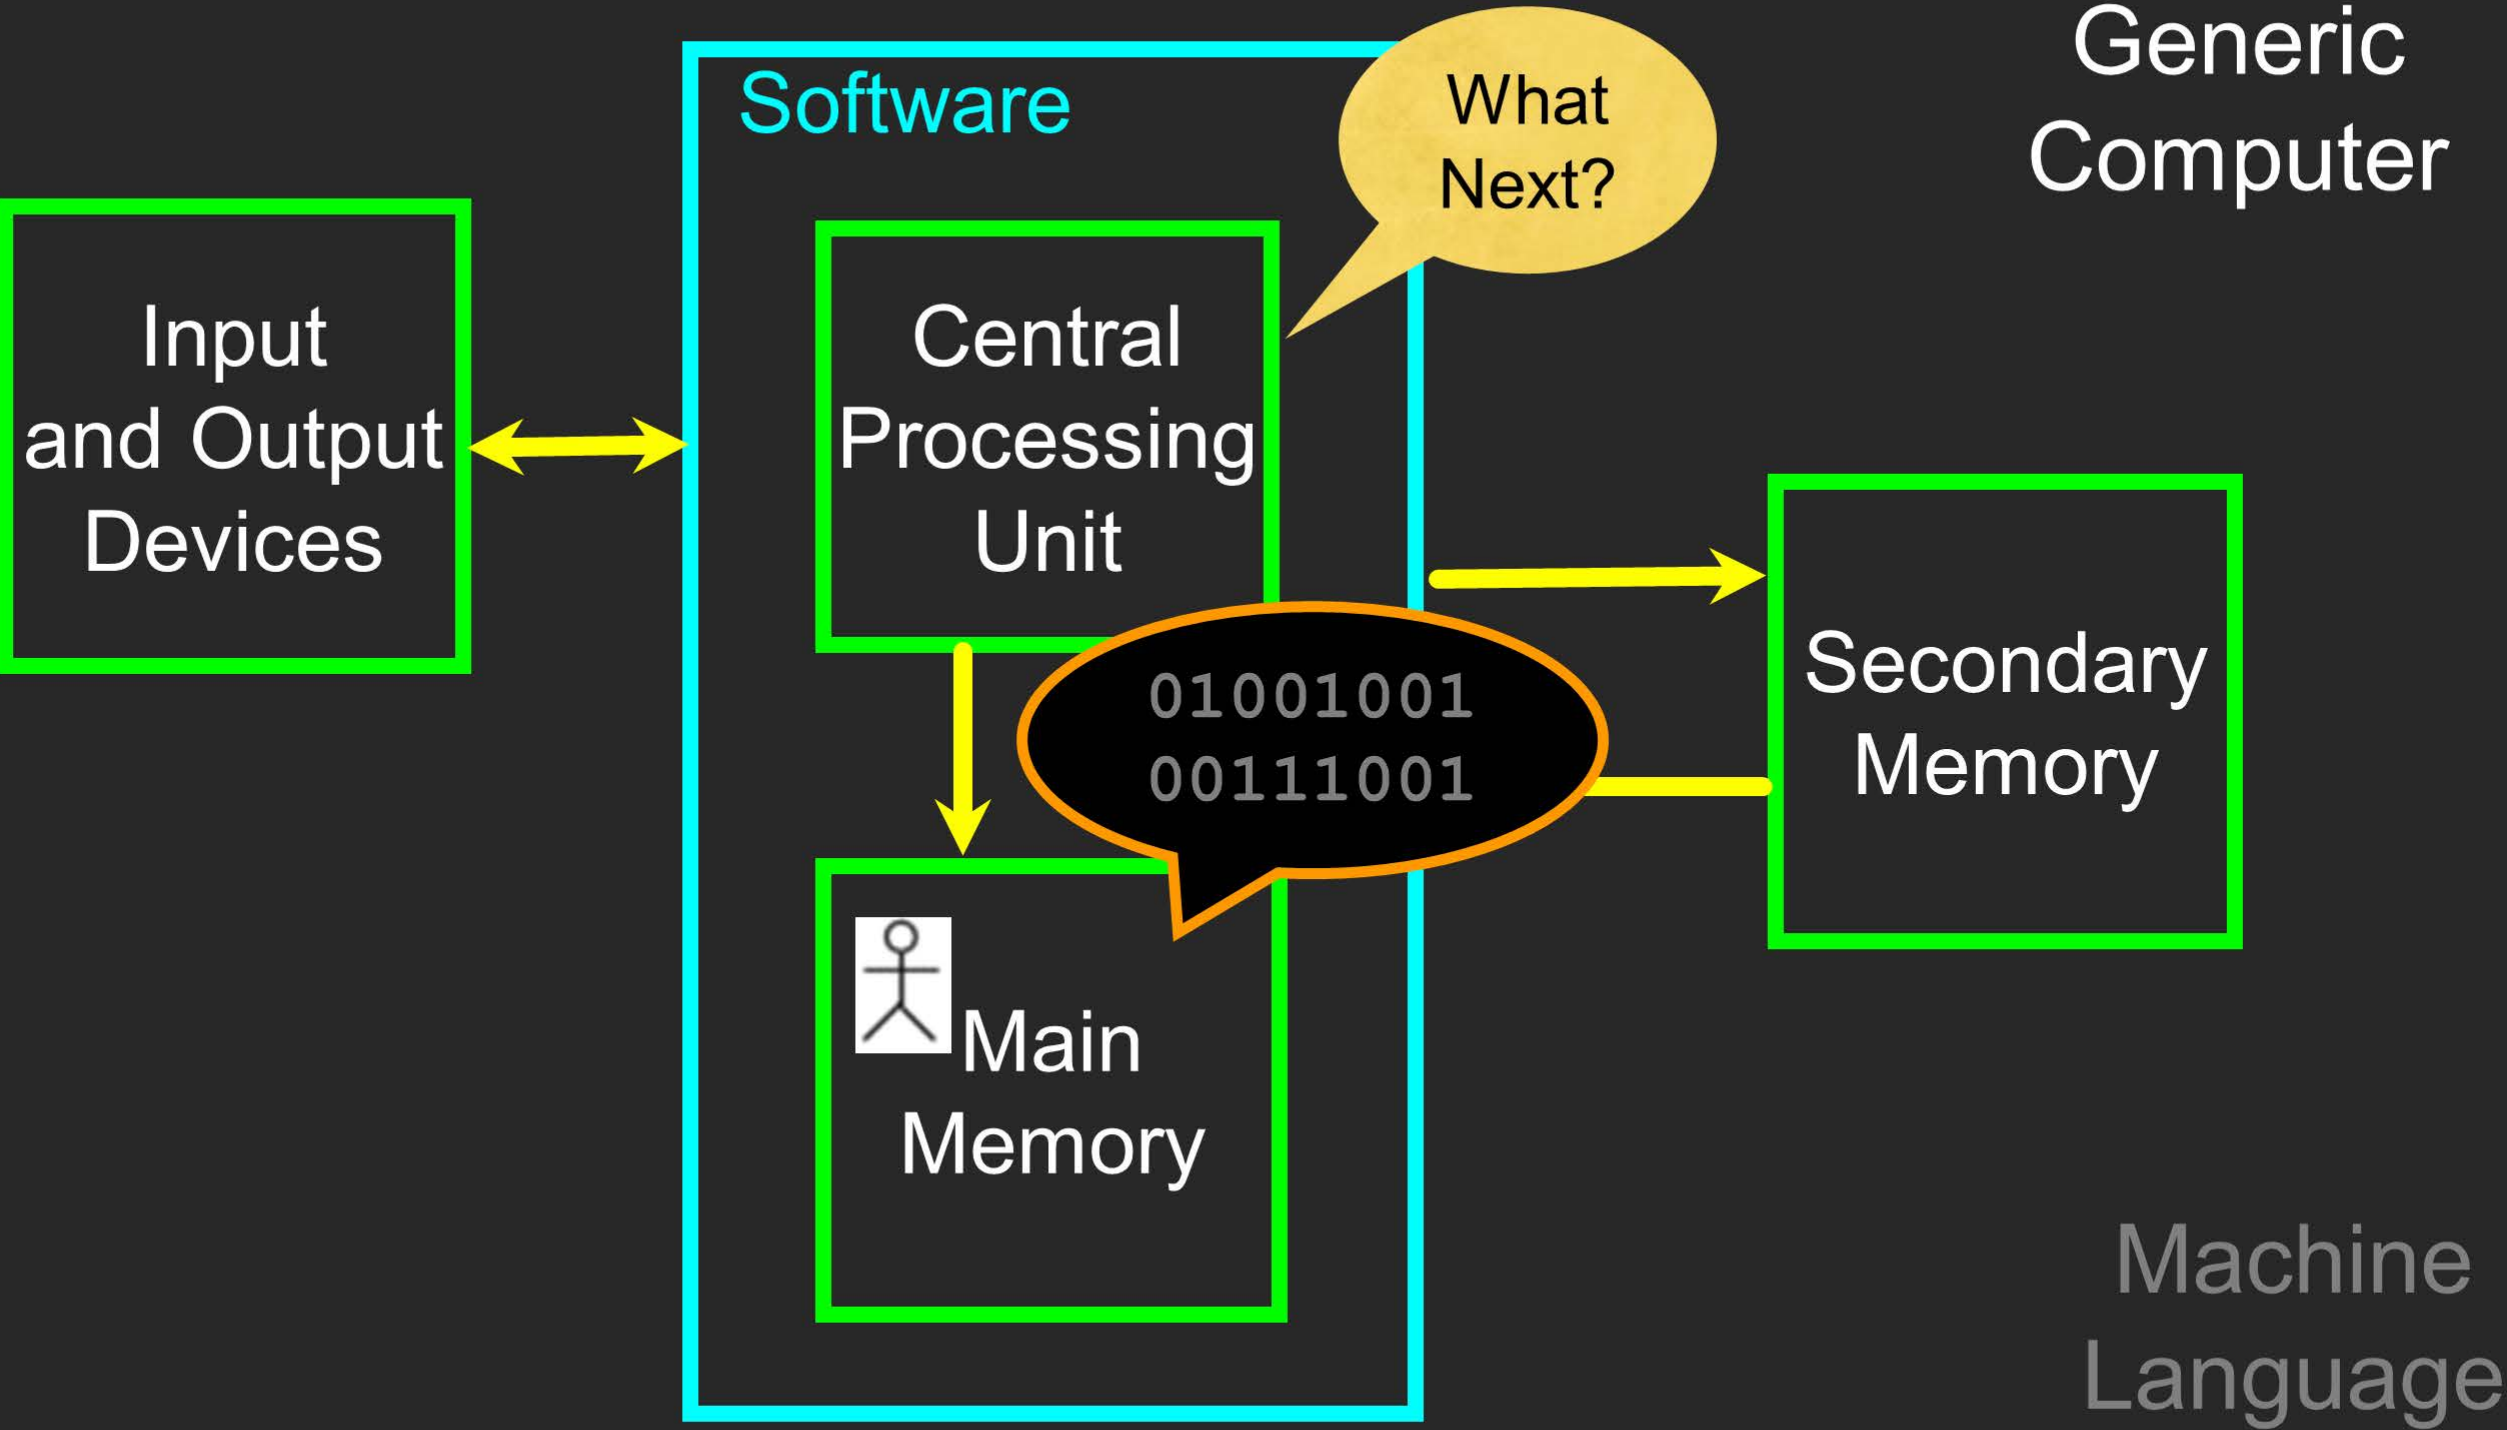 Generic
Computer
Software
What
Next?
Input
and Output
Devices
Central
Processing
Unit
01001001
00111001
Secondary
Memory
Main
Memory
Machine
Language